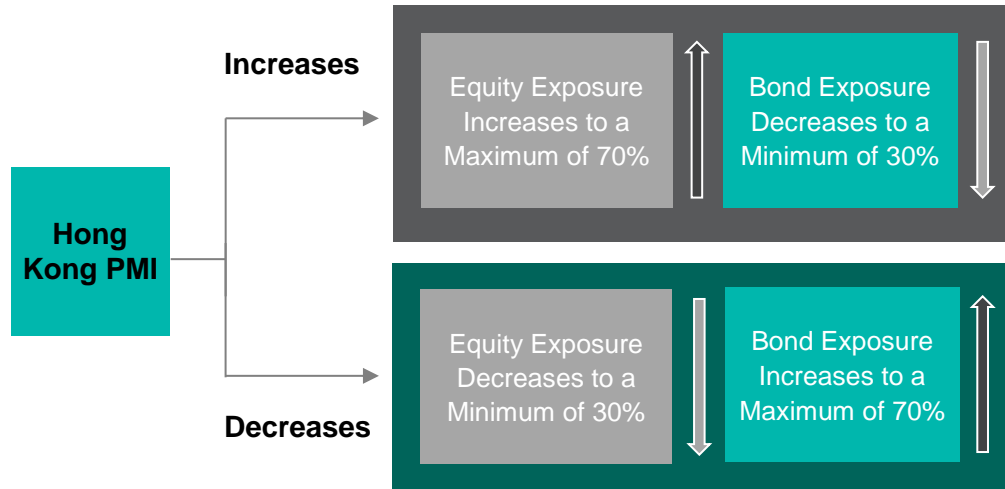 Increases
Equity Exposure
Increases to a
Maximum of 70%
Bond Exposure
Decreases to a
Minimum of 30%
Hong
Kong PMI
Equity Exposure
Decreases to a
Minimum of 30%
Bond Exposure
Increases to a
Maximum of 70%
Decreases